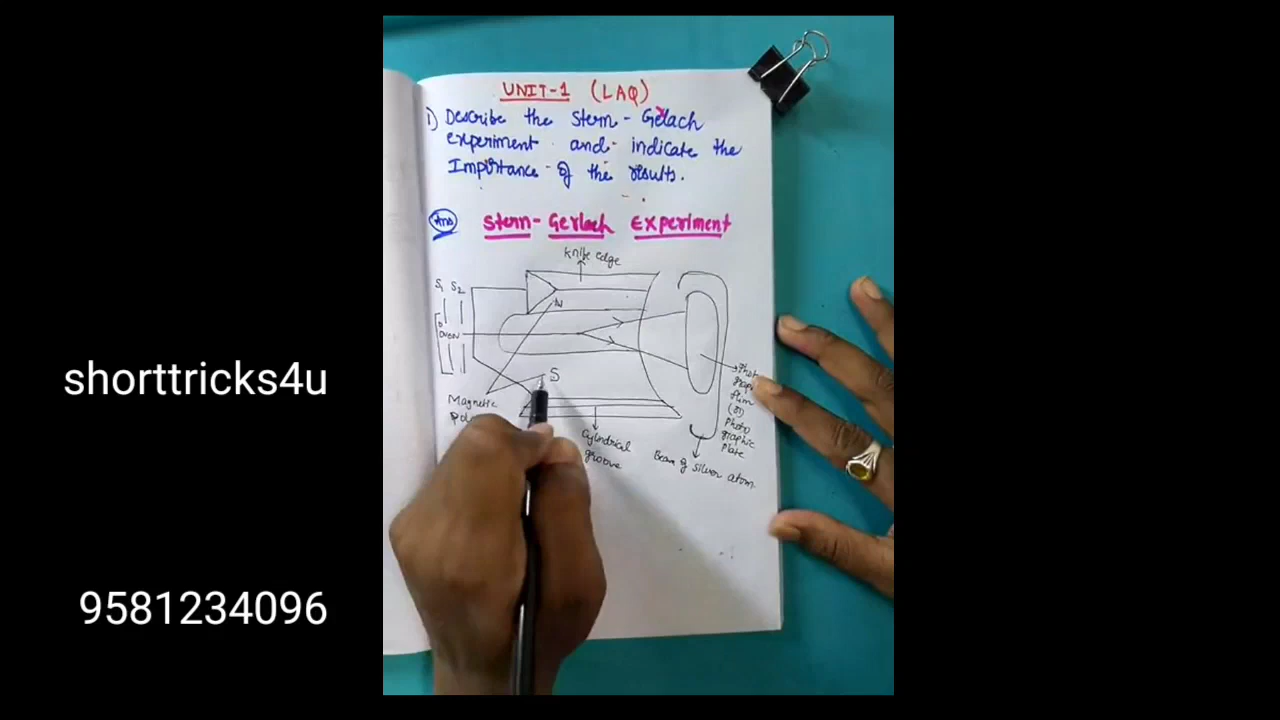 UNIT-1 (LAQ)
1) Describe the Stern-Gerlach
experiment and indicate the
Importance of the results.
Ans
Stern-Gerlach Experiment
knife edge
S1 S2
N
OVEN
shorttricks4u
S
Magnetic
Photo
graphic
film
(or)
Photo
graphic
Plate
Cylindrical
groove
Beam of silver atom
9581234096